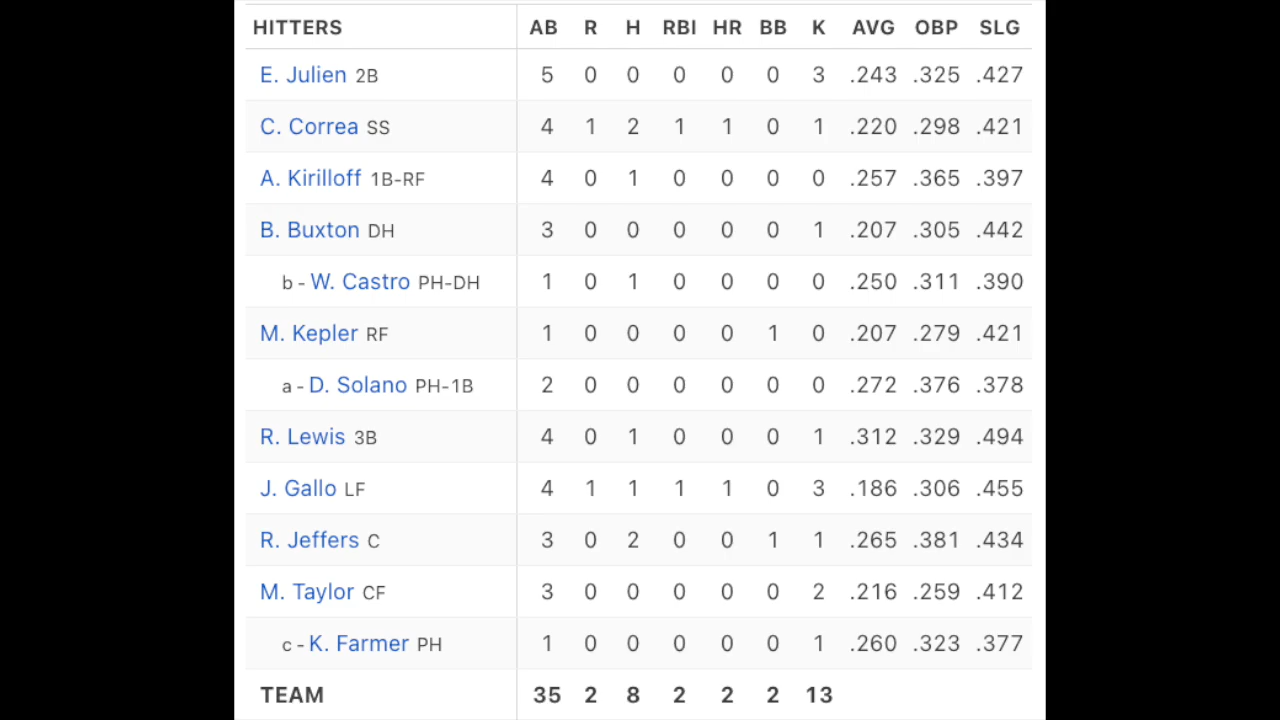 HITTERS AB R H RBI HR BB K AVG OBP SLG
E. Julien 2B 5 0 0 0 0 0 3 .243 .325 .427
C. Correa SS 4 1 2 1 1 0 1 .220 .298 .421
A. Kirilloff 1B-RF 4 0 1 0 0 0 0 .257 .365 .397
B. Buxton DH 3 0 0 0 0 0 1 .207 .305 .442
b - W. Castro PH-DH 1 0 1 0 0 0 0 .250 .311 .390
M. Kepler RF 1 0 0 0 0 1 0 .207 .279 .421
a - D. Solano PH-1B 2 0 0 0 0 0 0 .272 .376 .378
R. Lewis 3B 4 0 1 0 0 0 1 .312 .329 .494
J. Gallo LF 4 1 1 1 1 0 3 .186 .306 .455
R. Jeffers C 3 0 2 0 0 1 1 .265 .381 .434
M. Taylor CF 3 0 0 0 0 0 2 .216 .259 .412
c - K. Farmer PH 1 0 0 0 0 0 1 .260 .323 .377
TEAM 35 2 8 2 2 2 13